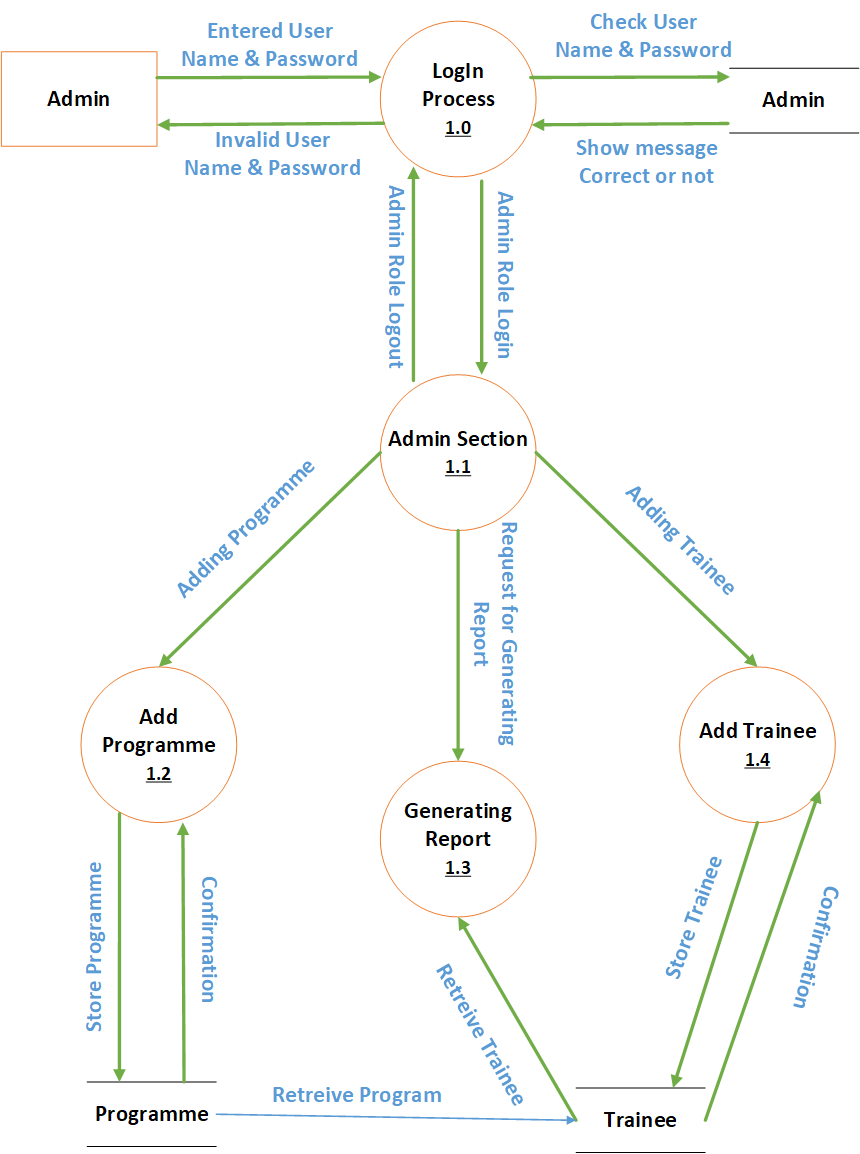 Entered User
Name & Password
Check User
Name & Password
Admin
LogIn
Process
1.0
Admin
Invalid User
Name & Password
Show message
Correct or not
Admin Role Logout
Admin Role Login
Admin Section
1.1
Adding Programme
Request for Generating
Report
Adding Trainee
Add
Programme
1.2
Generating
Report
1.3
Add Trainee
1.4
Store Programme
Confirmation
Retreive Trainee
Store Trainee
Confirmation
Programme
Retreive Program
Trainee